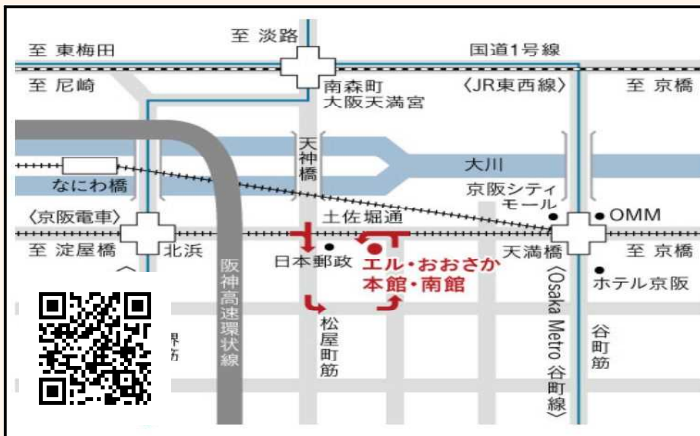 至 淡路
至 東梅田
国道1号線
至 尼崎
南森町
大阪天満宮
〈JR東西線〉
至 京橋
天神橋
大川
なにわ橋
京阪シティ
モール
〈京阪電車〉
土佐堀通
OMM
至 淀屋橋
北浜
日本郵政
エル・おおさか
本館・南館
天満橋
至 京橋
ホテル京阪
阪神高速環状線
松屋町筋
〈Osaka Metro 谷町線〉
谷町筋
筋